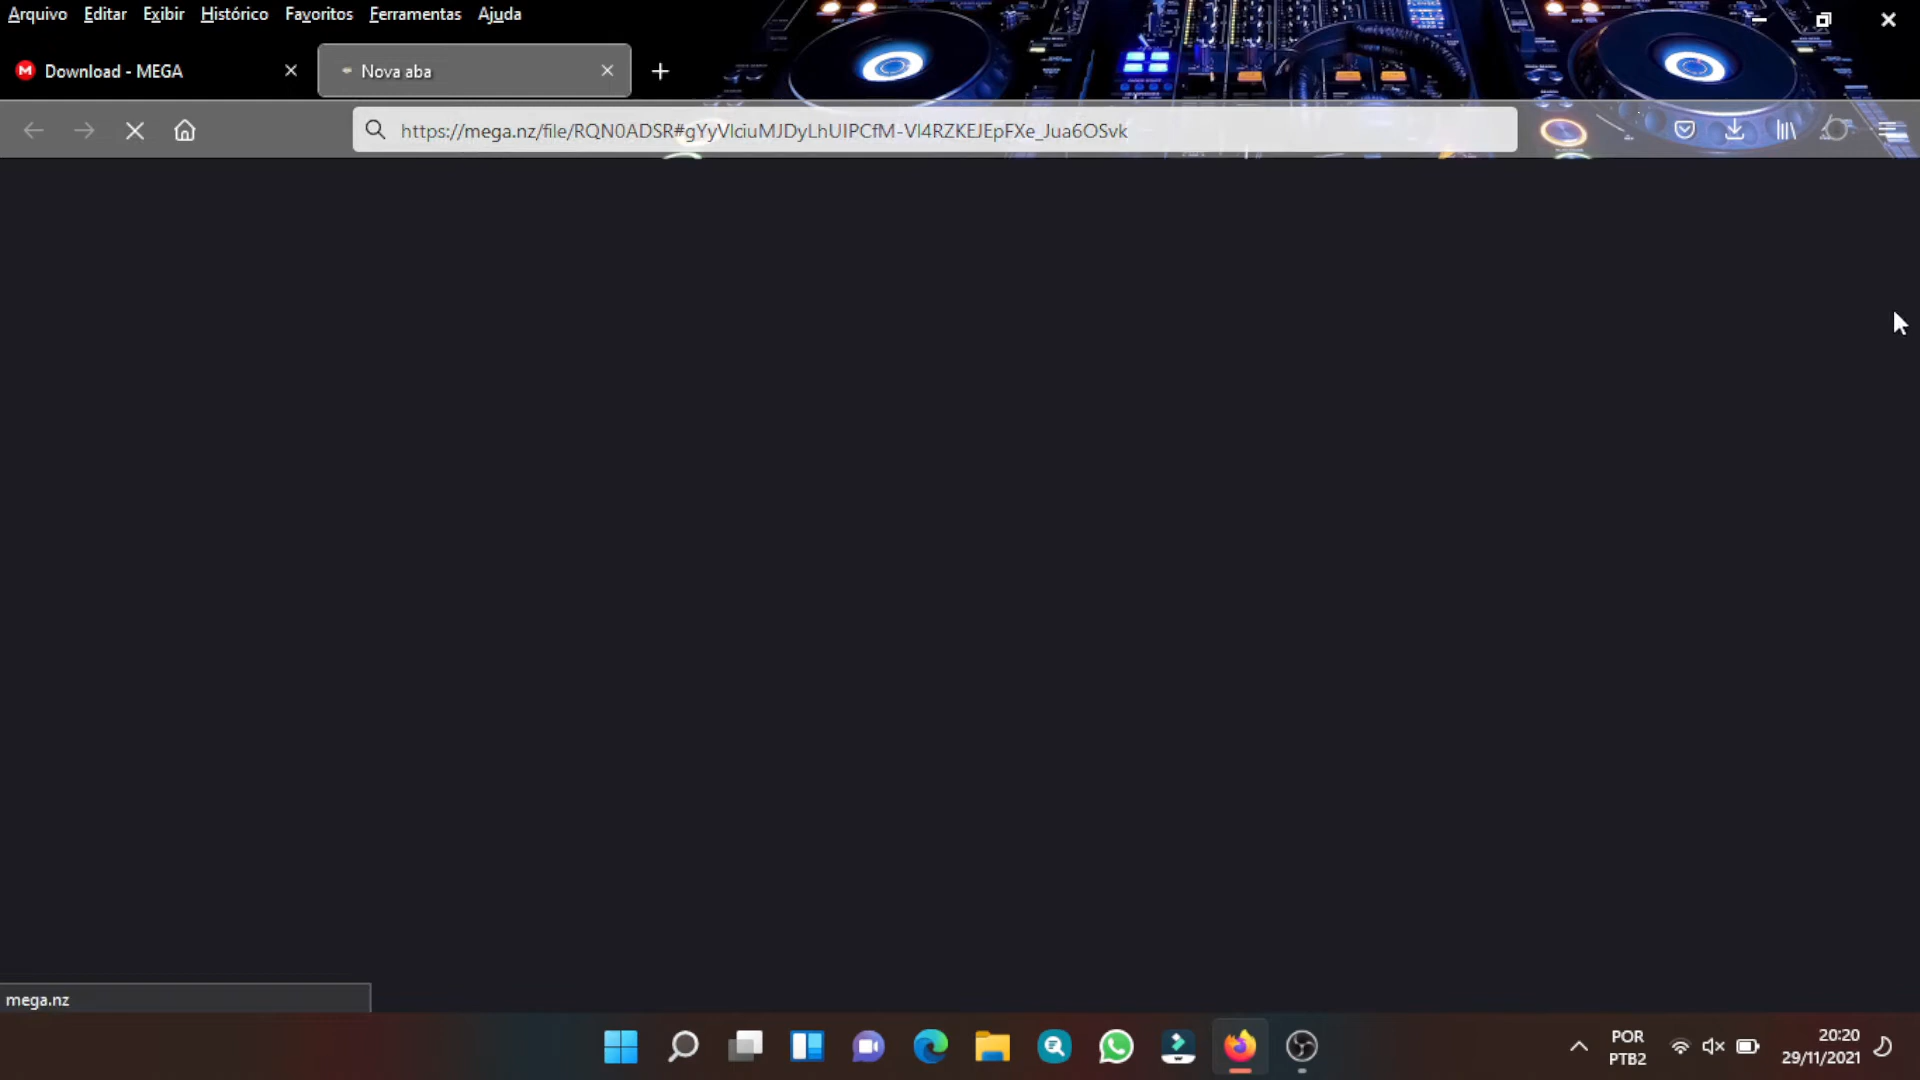 Arquivo Editar Exibir Histórico Favoritos Ferramentas Ajuda
Download - MEGA
Nova aba
https://mega.nz/file/RQN0ADSR#gYyVlciuMJDyLhUIPCfM-Vl4RZKEJEpFXe_Jua6OSvk
mega.nz
POR
PTB2
20:20
29/11/2021